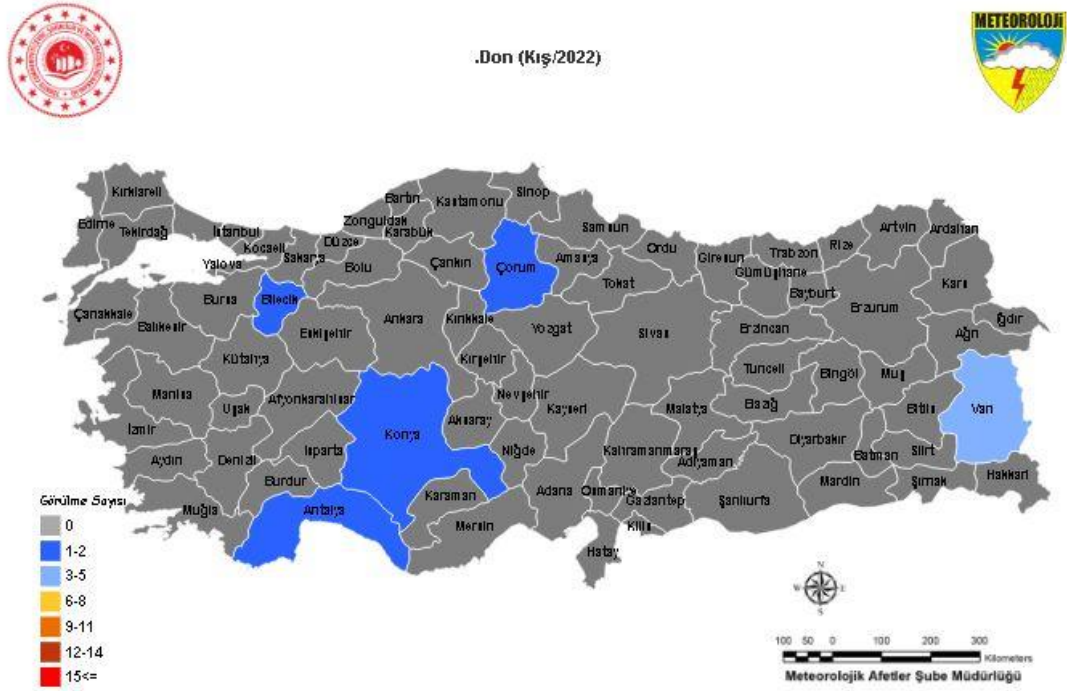 METEOROLOJİ
.Don (Kış/2022)
Kırklareli
Edirne
Tekirdağ
İstanbul
Kocaeli
Yalova
Sakarya
Düzce
Zonguldak
Bartın
Karabük
Kastamonu
Sinop
Samsun
Ordu
Giresun
Trabzon
Rize
Artvin
Ardahan
Gümüşhane
Bayburt
Erzurum
Kars
Iğdır
Ağrı
Çanakkale
Balıkesir
Bursa
Bilecik
Bolu
Çankırı
Çorum
Amasya
Tokat
Eskişehir
Ankara
Kırıkkale
Yozgat
Sivas
Erzincan
Kütahya
Kırşehir
Tunceli
Bingöl
Muş
Manisa
Uşak
Afyonkarahisar
Nevşehir
Kayseri
Malatya
Elazığ
Bitlis
Van
İzmir
Konya
Aksaray
Aydın
Denizli
Isparta
Niğde
Kahramanmaraş
Adıyaman
Diyarbakır
Batman
Siirt
Burdur
Muğla
Antalya
Karaman
Mersin
Adana
Osmaniye
Gaziantep
Kilis
Şanlıurfa
Mardin
Şırnak
Hakkari
Hatay
Görülme Sayısı
0
1-2
3-5
6-8
9-11
12-14
15<=
N
W E
S
100 50 0 100 200 300
Kilometers
Meteorolojik Afetler Şube Müdürlüğü